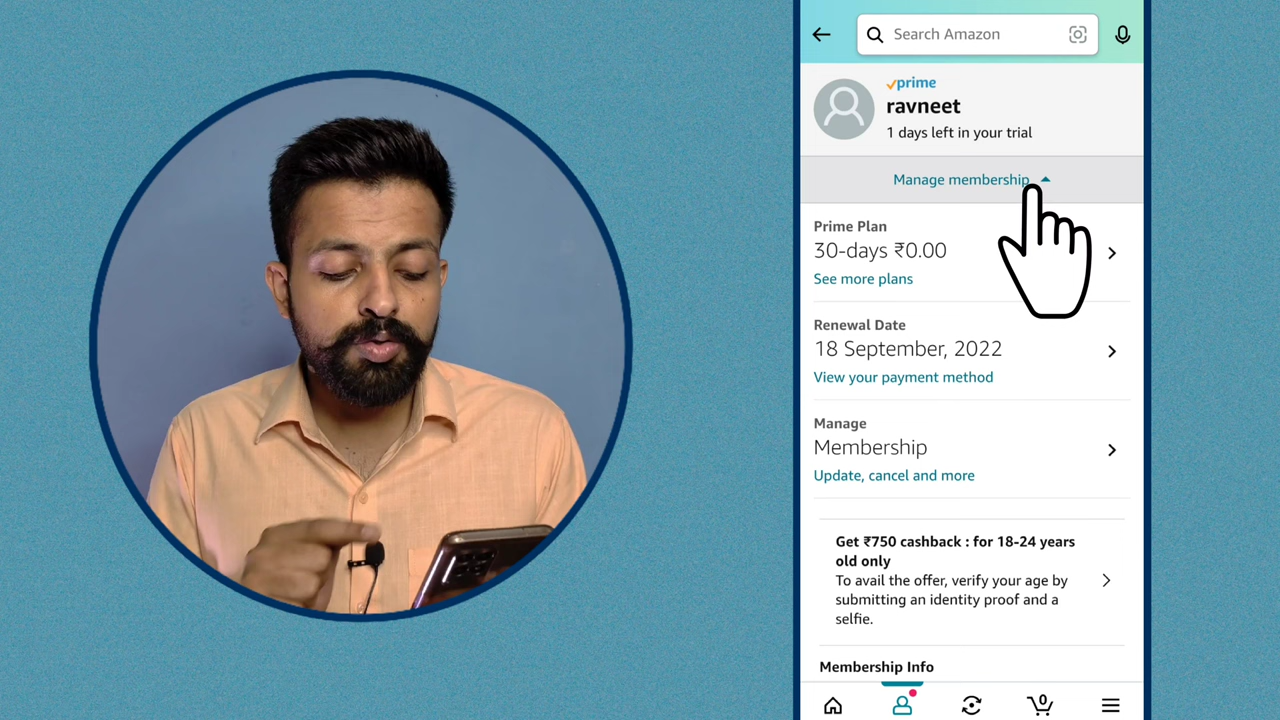 Search Amazon
prime
ravneet
1 days left in your trial
Manage membership
Prime Plan
30-days ₹0.00
See more plans
Renewal Date
18 September, 2022
View your payment method
Manage
Membership
Update, cancel and more
Get ₹750 cashback : for 18-24 years
old only
To avail the offer, verify your age by
submitting an identity proof and a
selfie.
Membership Info
0